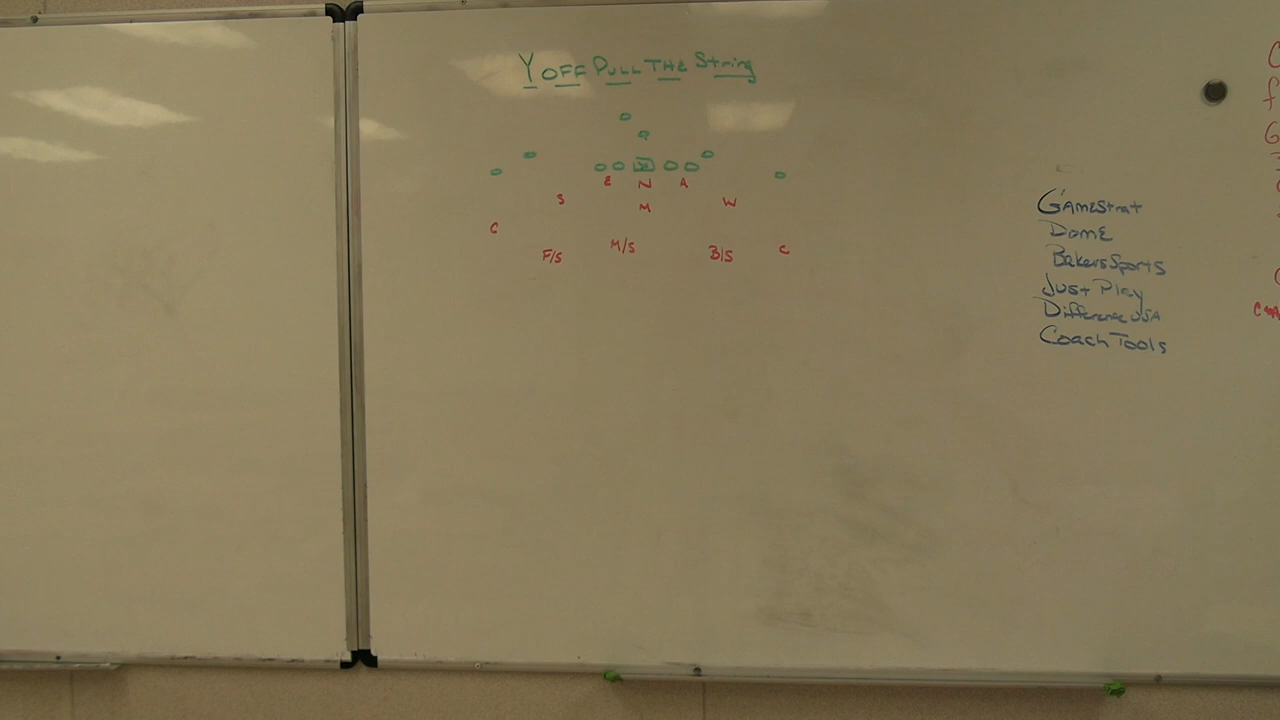 Y OFF PULL THE String
E N A
S M W
C
F/S M/S B/S C
GAMEStrat
DOME
BakersSports
Just Play
Difference USA
Coach Tools